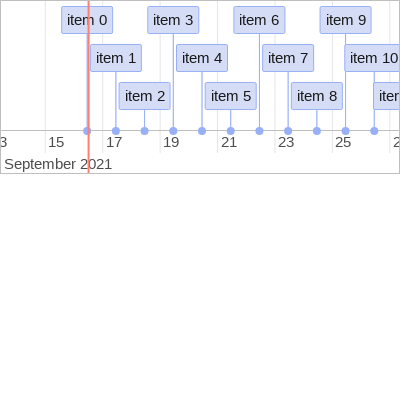 item 0 item 3 item 6 item 9
item 1 item 4 item 7 item 10
item 2 item 5 item 8
15 17 19 21 23 25
September 2021